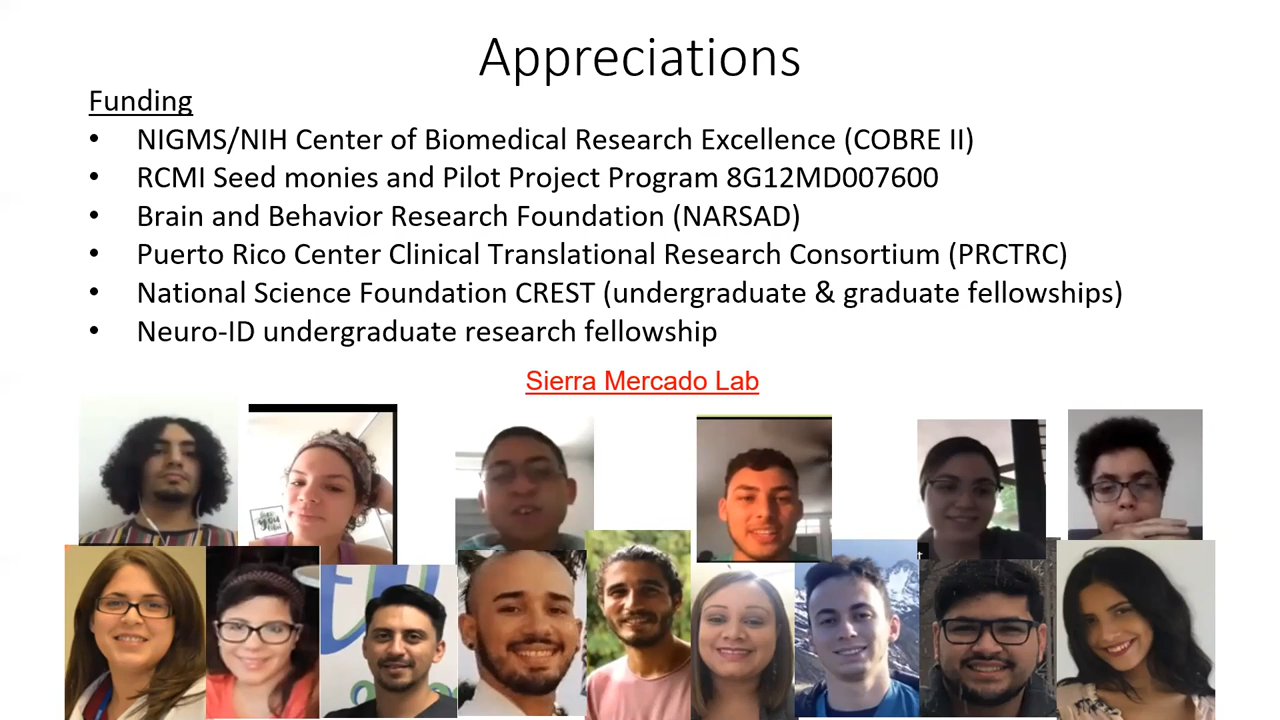 Appreciations
Funding
• NIGMS/NIH Center of Biomedical Research Excellence (COBRE II)
• RCMI Seed monies and Pilot Project Program 8G12MD007600
• Brain and Behavior Research Foundation (NARSAD)
• Puerto Rico Center Clinical Translational Research Consortium (PRCTRC)
• National Science Foundation CREST (undergraduate & graduate fellowships)
• Neuro-ID undergraduate research fellowship
Sierra Mercado Lab
you